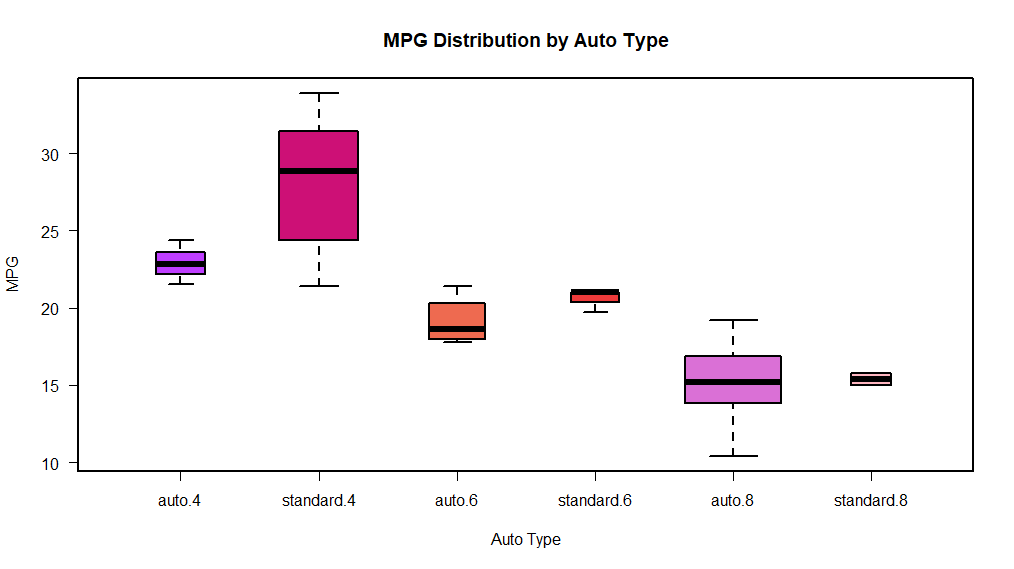 MPG Distribution by Auto Type
MPG
30
25
20
15
10
auto.4
standard.4
auto.6
standard.6
auto.8
standard.8
Auto Type